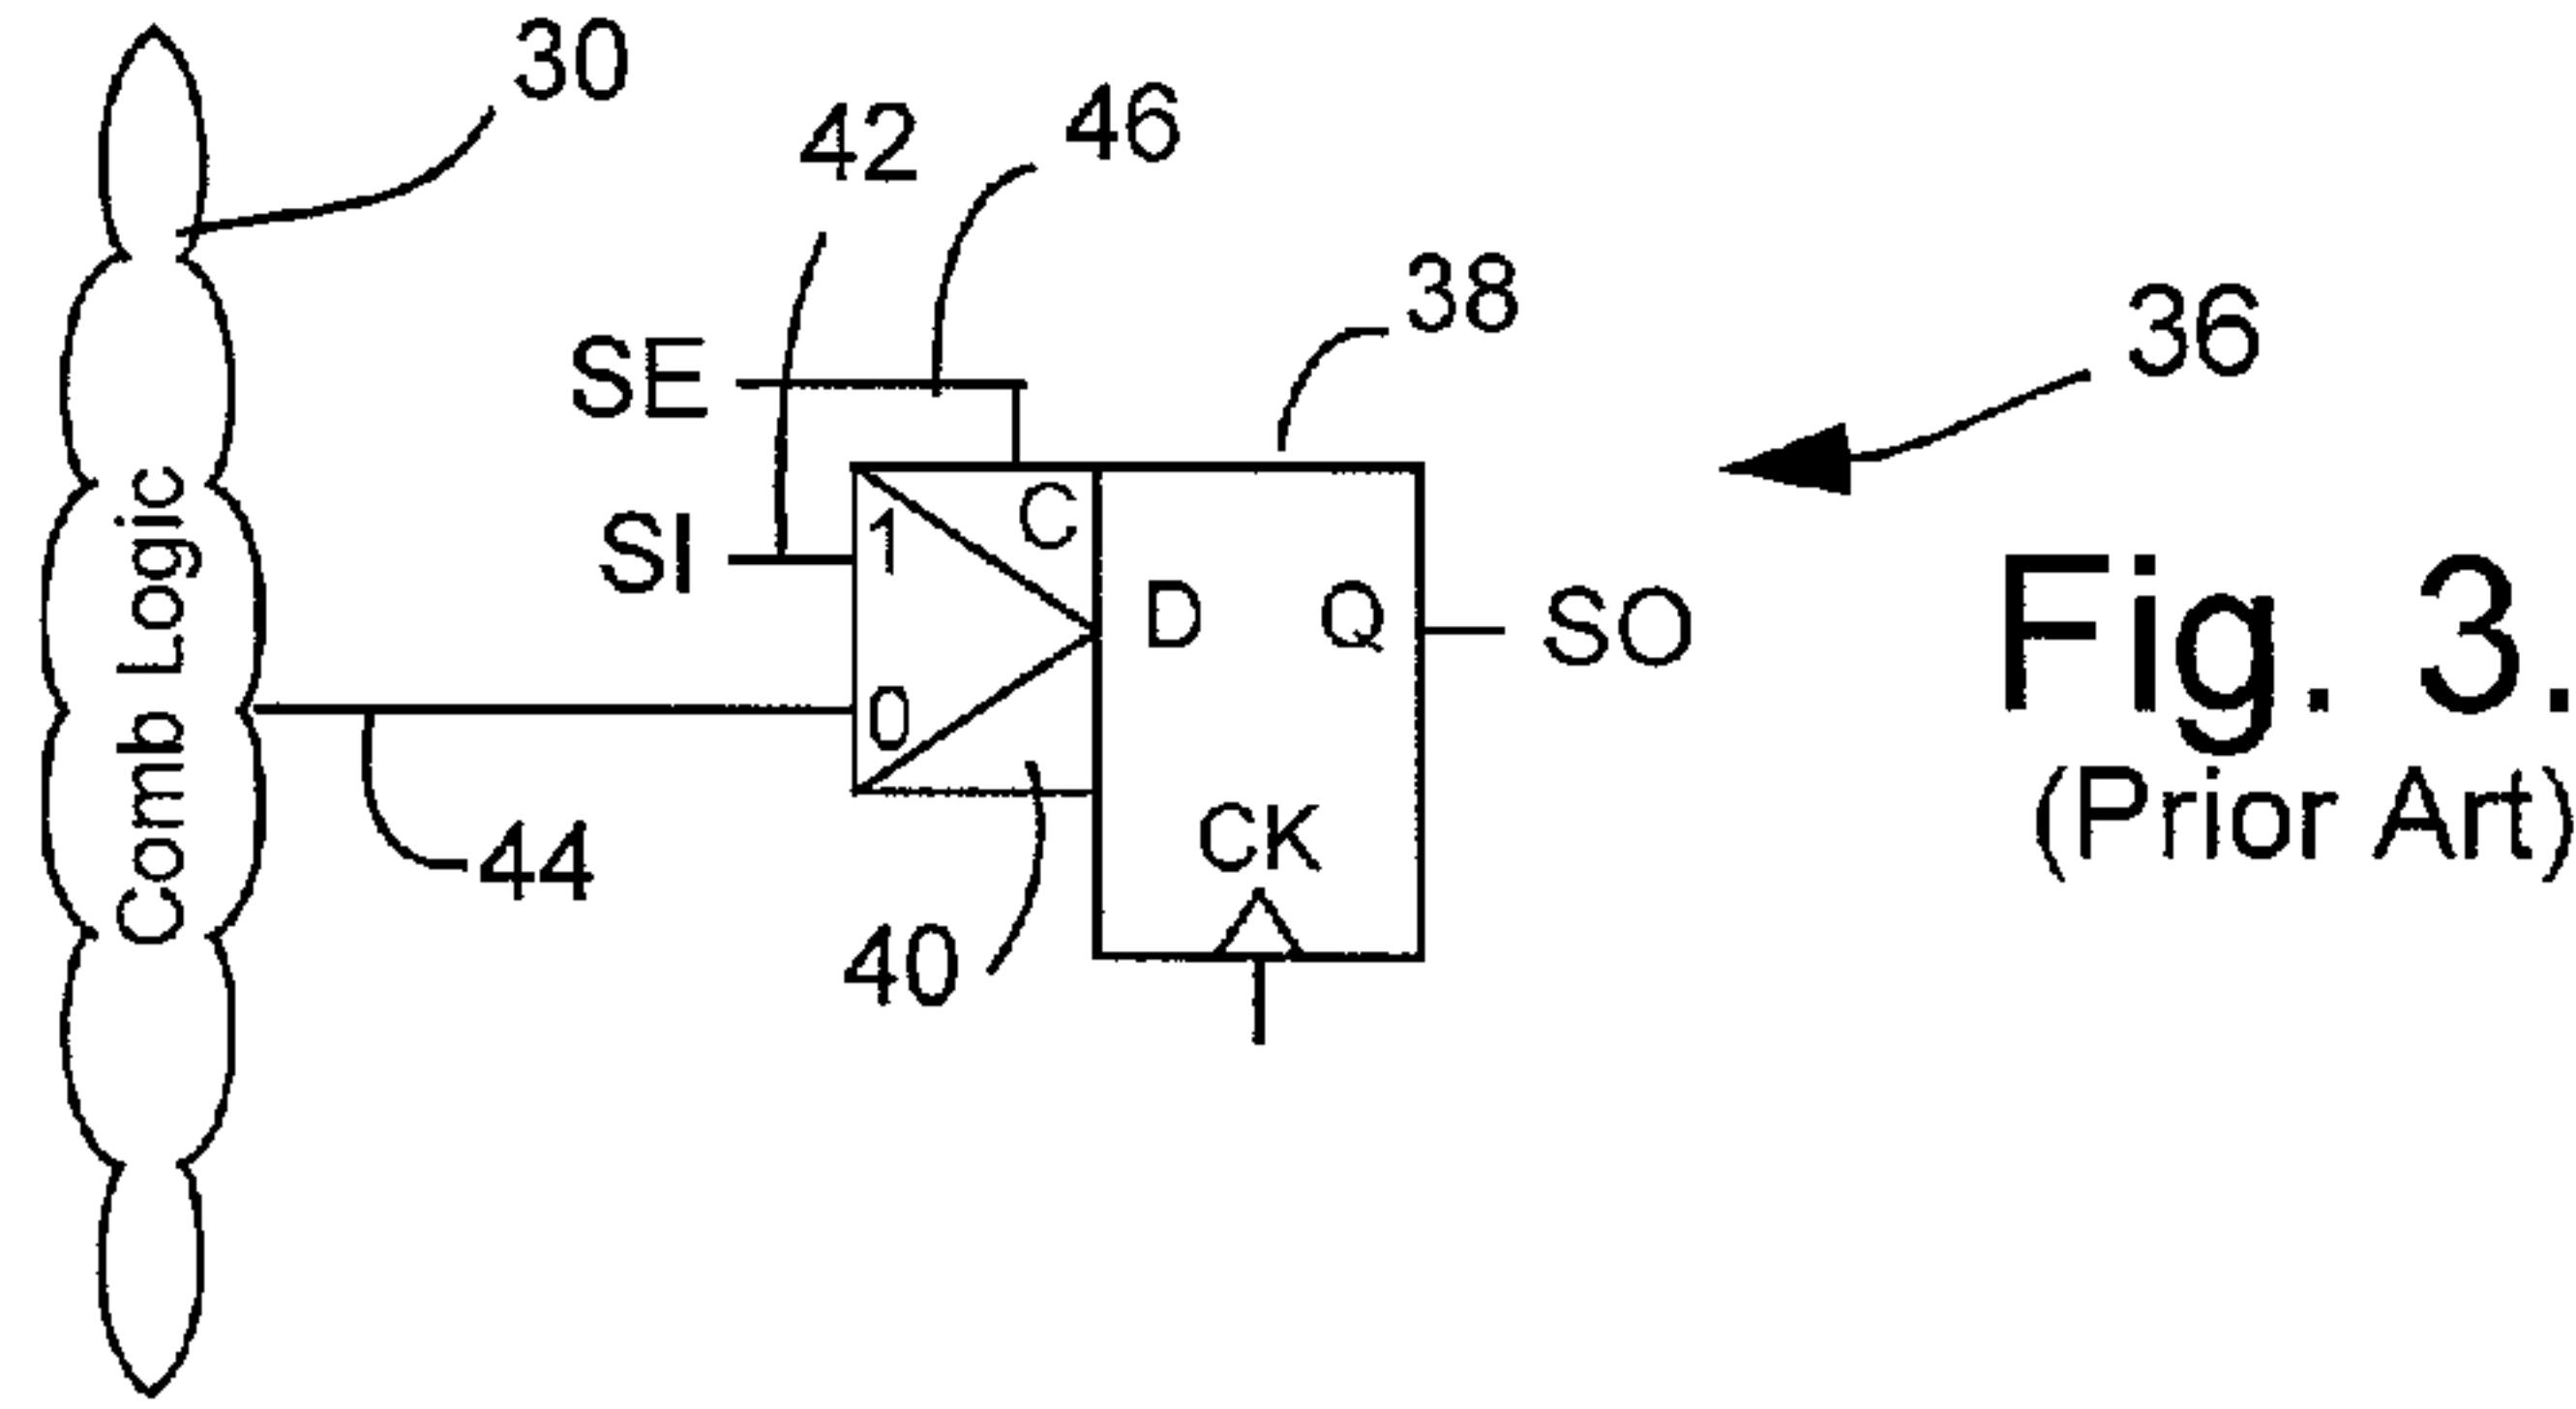 30
42
46
38
36
SE
SI
1
C
D
Q
SO
0
CK
44
40
Comb Logic
Fig. 3.
(Prior Art)